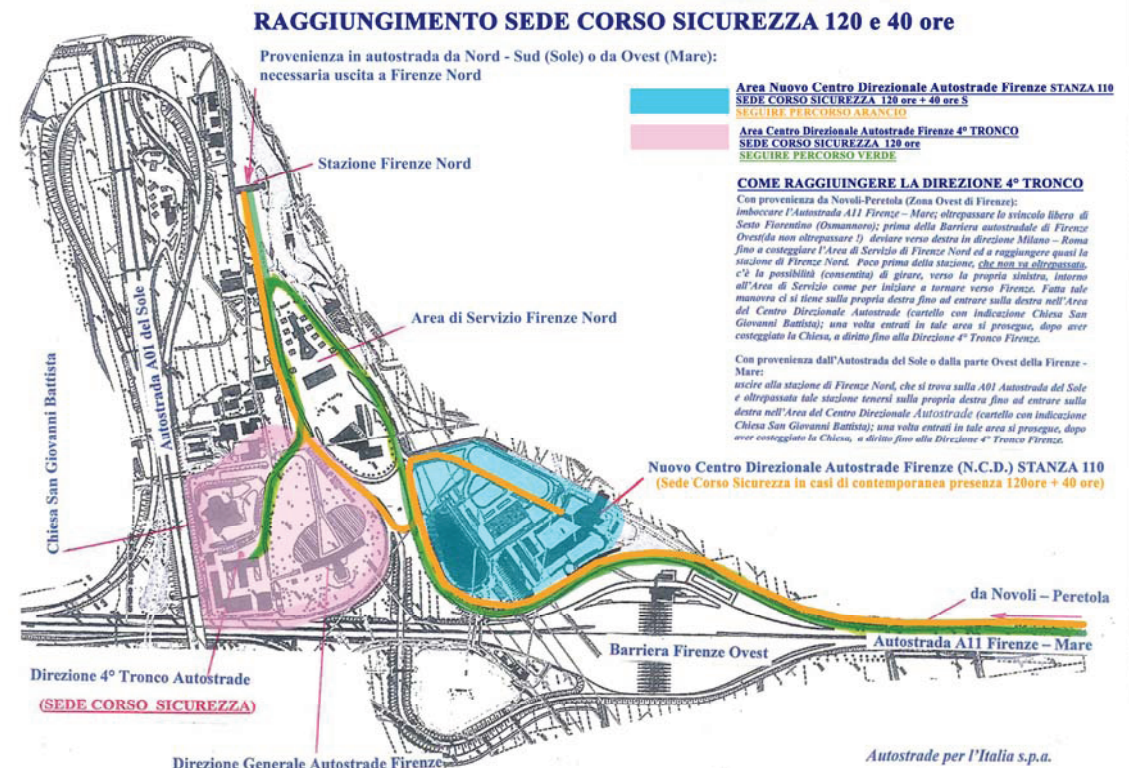 RAGGIUNGIMENTO SEDE CORSO SICUREZZA 120 e 40 ore
Provenienza in autostrada da Nord - Sud (Sole) o da Ovest (Mare):
necessaria uscita a Firenze Nord
Area Nuovo Centro Direzionale Autostrade Firenze STANZA 110
SEDE CORSO SICUREZZA 120 ore + 40 ore S
SEGUIRE PERCORSO ARANCIO
Area Centro Direzionale Autostrade Firenze 4° TRONCO
SEDE CORSO SICUREZZA 120 ore
SEGUIRE PERCORSO VERDE
Stazione Firenze Nord
COME RAGGIUINGERE LA DIREZIONE 4° TRONCO
Con provenienza da Novoli-Peretola (Zona Ovest di Firenze):
imboccare l'Autostrada A11 Firenze – Mare; oltrepassare lo svincolo libero di
Sesto Fiorentino (Osmannoro); prima della Barriera autostradale di Firenze
Ovest(da non oltrepassare !) deviare verso destra in direzione Milano – Roma
fino a costeggiare l'Area di Servizio di Firenze Nord ed a raggiungere quasi la
stazione di Firenze Nord. Poco prima della stazione, che non va oltrepassata,
c'è la possibilità (consentita) di girare, verso la propria sinistra, intorno
all'Area di Servizio come per iniziare a tornare verso Firenze. Fatta tale
manovra ci si tiene sulla propria destra fino ad entrare sulla destra nell'Area
del Centro Direzionale Autostrade (cartello con indicazione Chiesa San
Giovanni Battista); una volta entrati in tale area si prosegue, dopo aver
costeggiato la Chiesa, a diritto fino alla Direzione 4° Tronco Firenze.
Con provenienza dall'Autostrada del Sole o dalla parte Ovest della Firenze -
Mare:
uscire alla stazione di Firenze Nord, che si trova sulla A01 Autostrada del Sole
e oltrepassata tale stazione tenersi sulla propria destra fino ad entrare sulla
destra nell'Area del Centro Direzionale Autostrade (cartello con indicazione
Chiesa San Giovanni Battista); una volta entrati in tale area si prosegue, dopo
aver costeggiato la Chiesa, a diritto fino alla Direzione 4° Tronco Firenze.
Area di Servizio Firenze Nord
Autostrada A01 del Sole
Chiesa San Giovanni Battista
Nuovo Centro Direzionale Autostrade Firenze (N.C.D.) STANZA 110
(Sede Corso Sicurezza in casi di contemporanea presenza 120ore + 40 ore)
da Novoli – Peretola
Autostrada A11 Firenze – Mare
Barriera Firenze Ovest
Direzione 4° Tronco Autostrade
(SEDE CORSO SICUREZZA)
Direzione Generale Autostrade Firenze
Autostrade per l'Italia s.p.a.